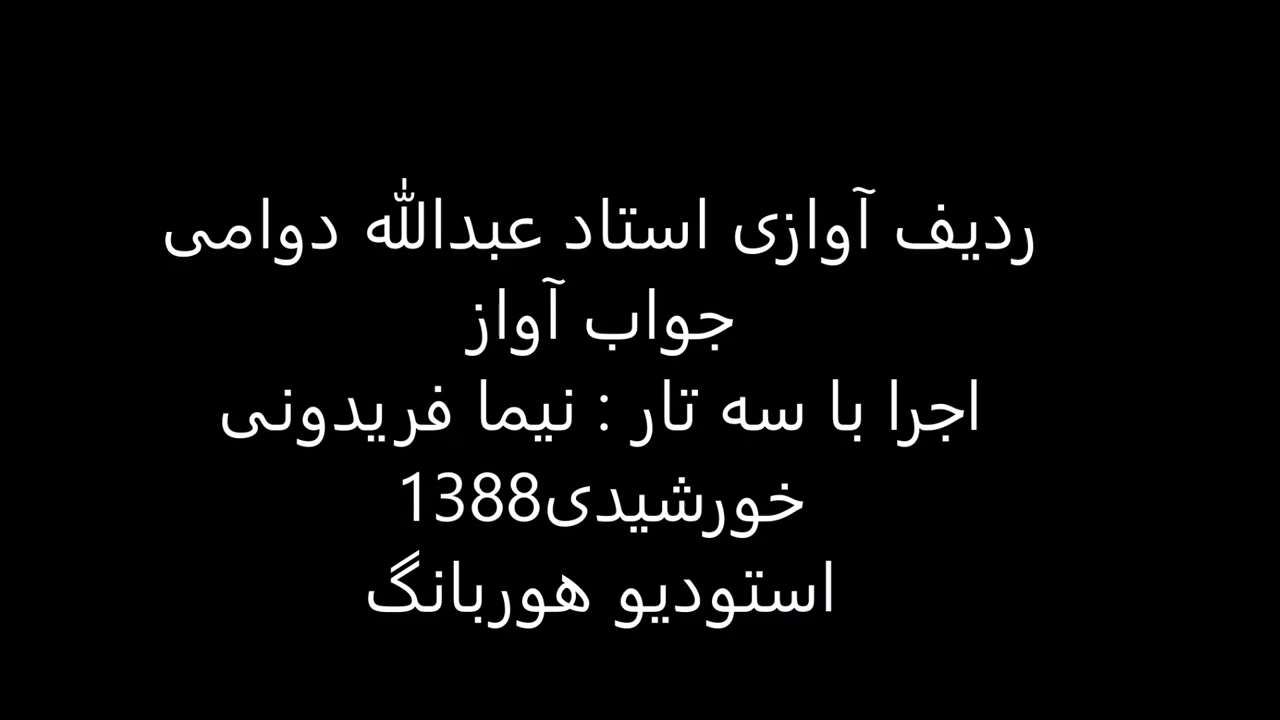 ردیف آوازی استاد عبدالله دوامی
جواب آواز
اجرا با سه تار : نیما فریدونی
خورشیدی1388
استودیو هوربانگ